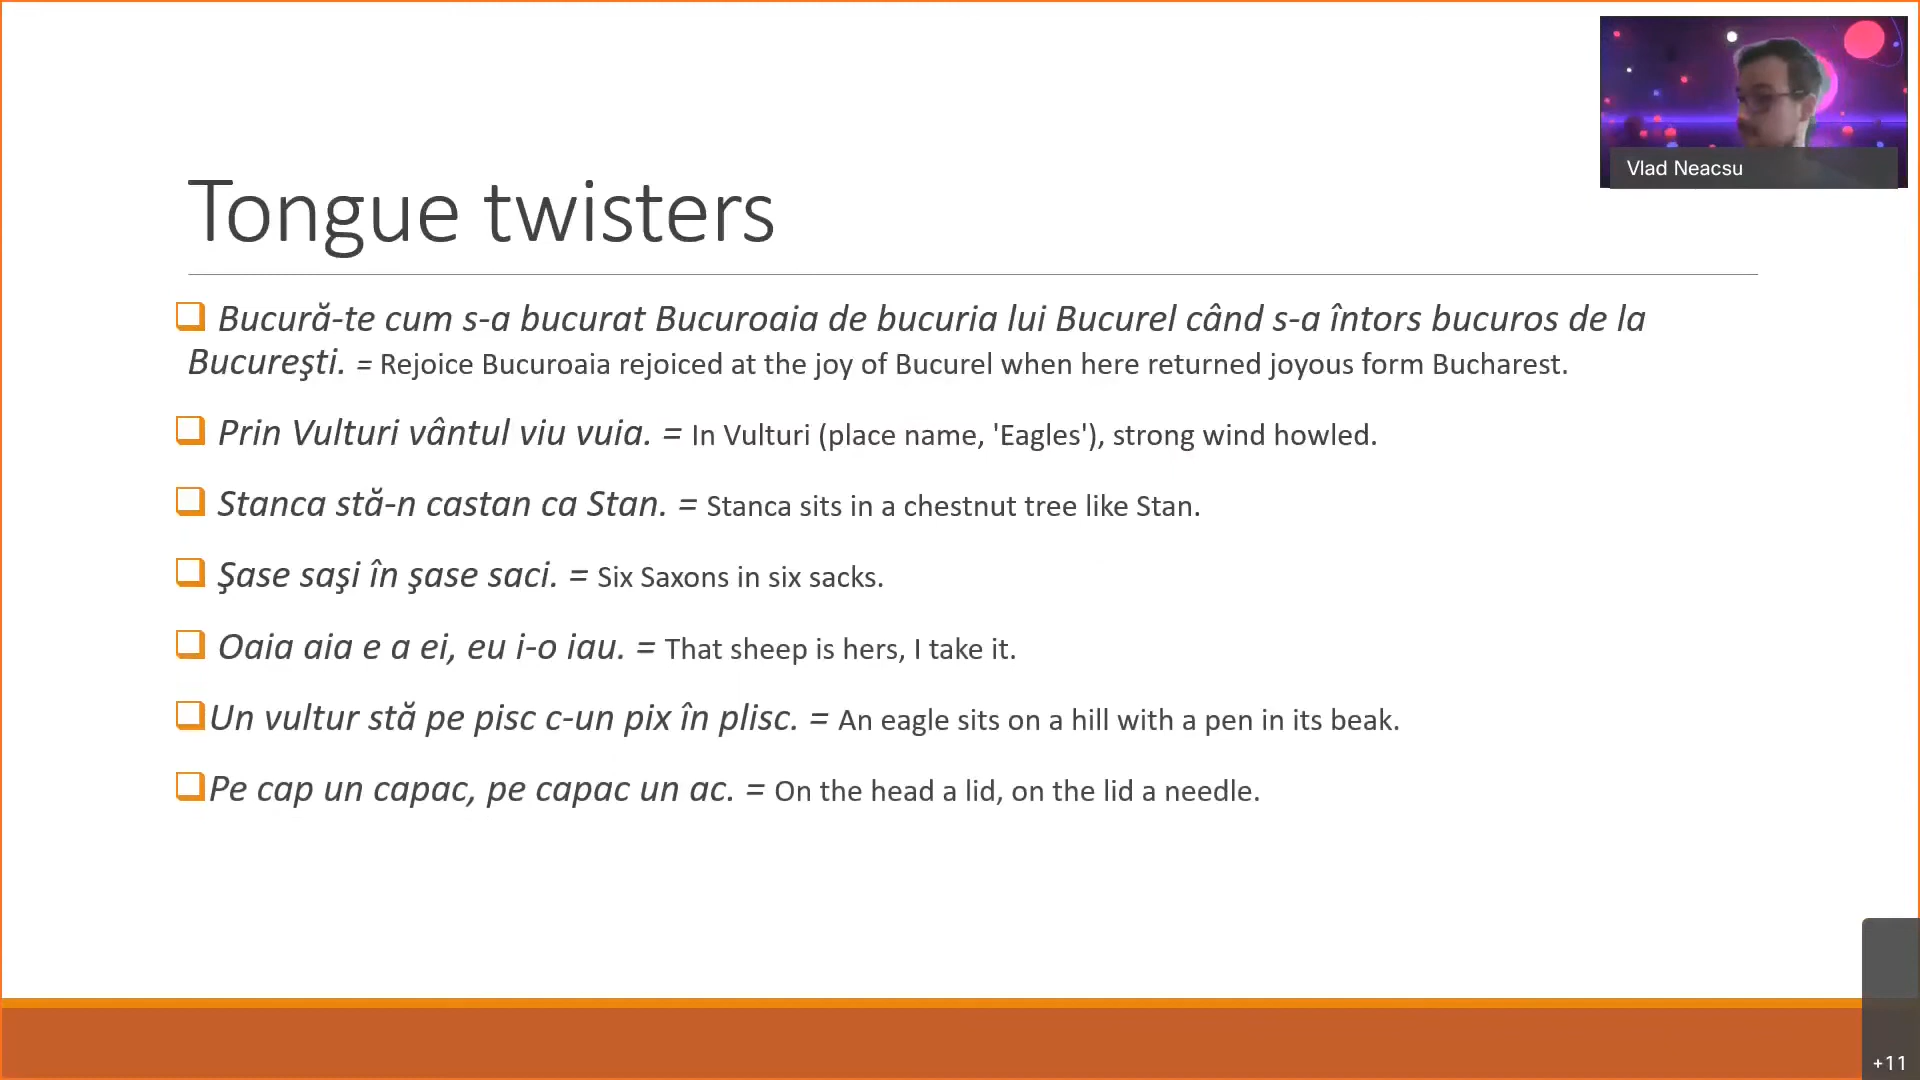 Vlad Neacsu
Tongue twisters
Bucură-te cum s-a bucurat Bucuroaia de bucuria lui Bucurel când s-a întors bucuros de la
Bucureşti. = Rejoice Bucuroaia rejoiced at the joy of Bucurel when here returned joyous form Bucharest.
Prin Vulturi vântul viu vuia. = In Vulturi (place name, 'Eagles'), strong wind howled.
Stanca stă-n castan ca Stan. = Stanca sits in a chestnut tree like Stan.
Şase saşi în şase saci. = Six Saxons in six sacks.
Oaia aia e a ei, eu i-o iau. = That sheep is hers, I take it.
Un vultur stă pe pisc c-un pix în plisc. = An eagle sits on a hill with a pen in its beak.
Pe cap un capac, pe capac un ac. = On the head a lid, on the lid a needle.
+11